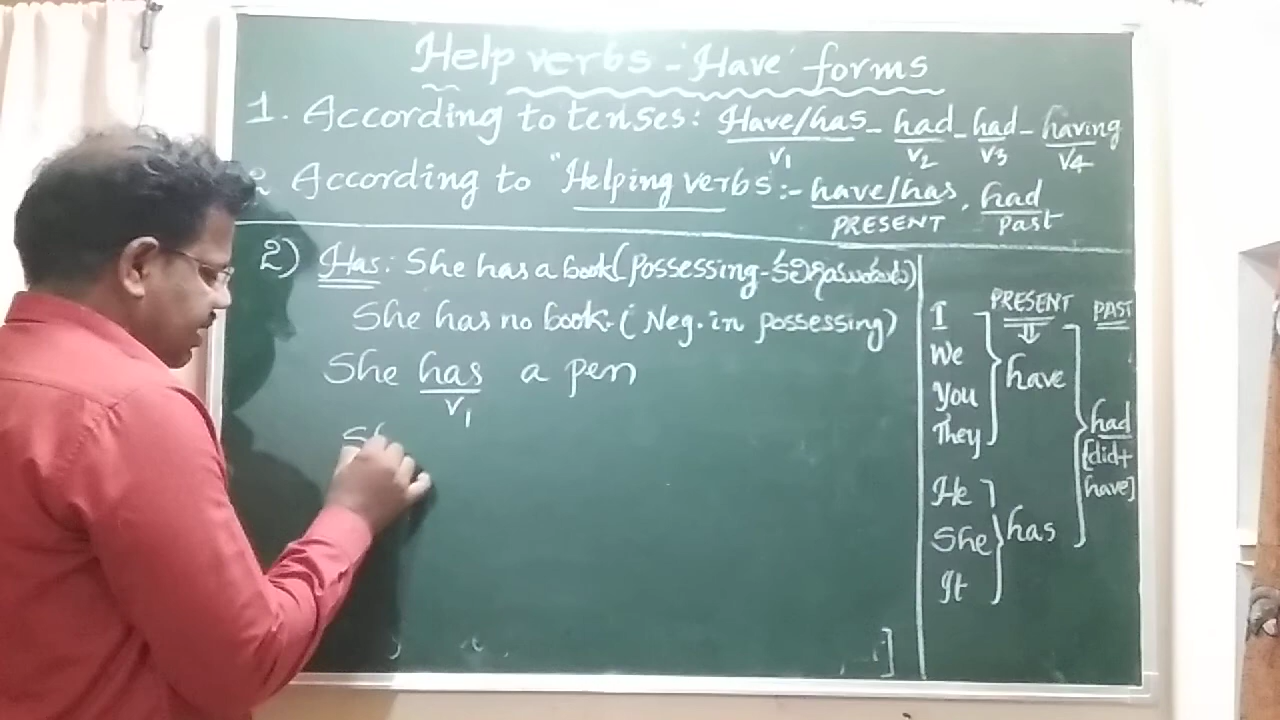 Help verbs - 'Have' forms
1. According to tenses: Have/has - had - had - having
V1 V2 V3 V4
2 According to "Helping verbs:- have/has, had
PRESENT past
2) Has: She has a book (possessing - కలిగియుండుట)
She has no book. (Neg. in possessing)
She has a pen
V1
Sh
PRESENT PAST
I
We
You
They
have
had
[did+
have]
He
She
It
has
]